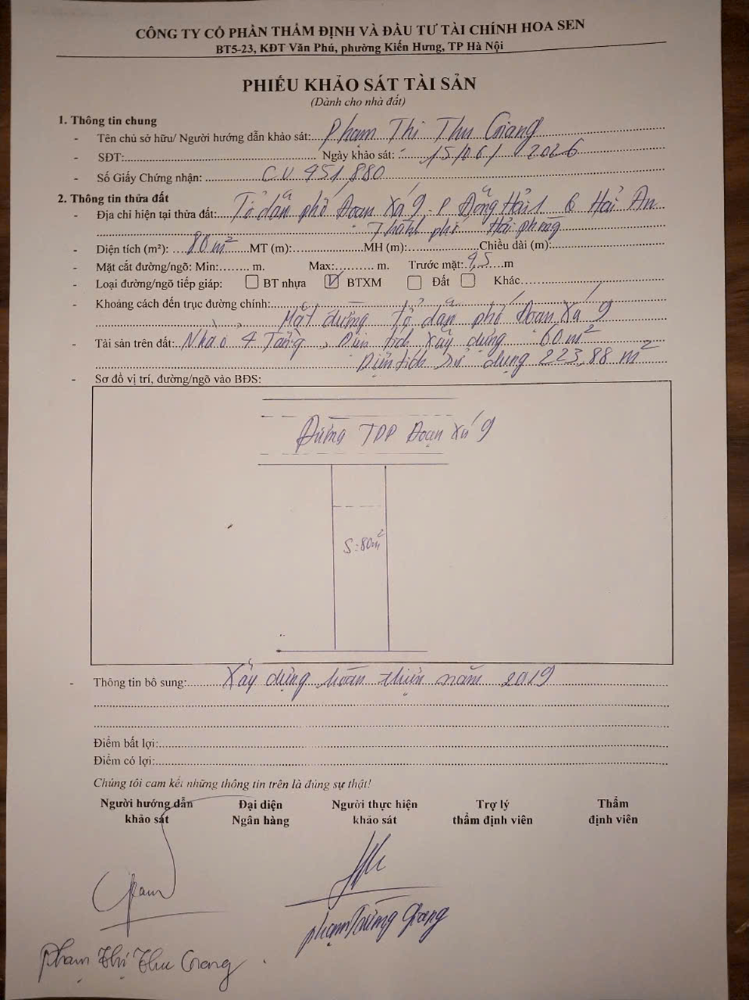 CÔNG TY CỔ PHẦN THẨM ĐỊNH VÀ ĐẦU TƯ TÀI CHÍNH HOA SEN
BT5-23, KĐT Văn Phú, phường Kiến Hưng, TP Hà Nội
PHIẾU KHẢO SÁT TÀI SẢN
(Dành cho nhà đất)
1. Thông tin chung
- Tên chủ sở hữu/ Người hướng dẫn khảo sát: Phạm Thị Thu Giang
- SĐT: Ngày khảo sát: 15/06/ 2026
- Số Giấy Chứng nhận: CU 951 880
2. Thông tin thửa đất
- Địa chỉ hiện tại thửa đất: Tổ dân phố Đoạn Xá 9, P Đông Hải 1 Q Hải An
Thành phố Hải phòng
- Diện tích (m²): 80m² MT (m): MH (m): Chiều dài (m):
- Mặt cắt đường/ngõ: Min: m. Max: m. Trước mặt: 9,5 m
- Loại đường/ngõ tiếp giáp: BT nhựa BTXM Đất Khác
- Khoảng cách đến trục đường chính:
Mặt đường Tổ dân phố Đoạn Xá 9
- Tài sản trên đất: Nhà ở 4 Tầng, Diện tích xây dựng 60m²
Diện tích sử dụng 223,88 m²
- Sơ đồ vị trí, đường/ngõ vào BĐS:
Đường TDP Đoạn Xá 9
S=80m²
- Thông tin bổ sung: Xây dựng hoàn thiện năm 2019
Điểm bất lợi:
Điểm có lợi:
Chúng tôi cam kết những thông tin trên là đúng sự thật!
Người hướng dẫn Đại diện Người thực hiện Trợ lý Thẩm
khảo sát Ngân hàng khảo sát thẩm định viên định viên
Phạm Trường Giang
Phạm Thị Thu Giang